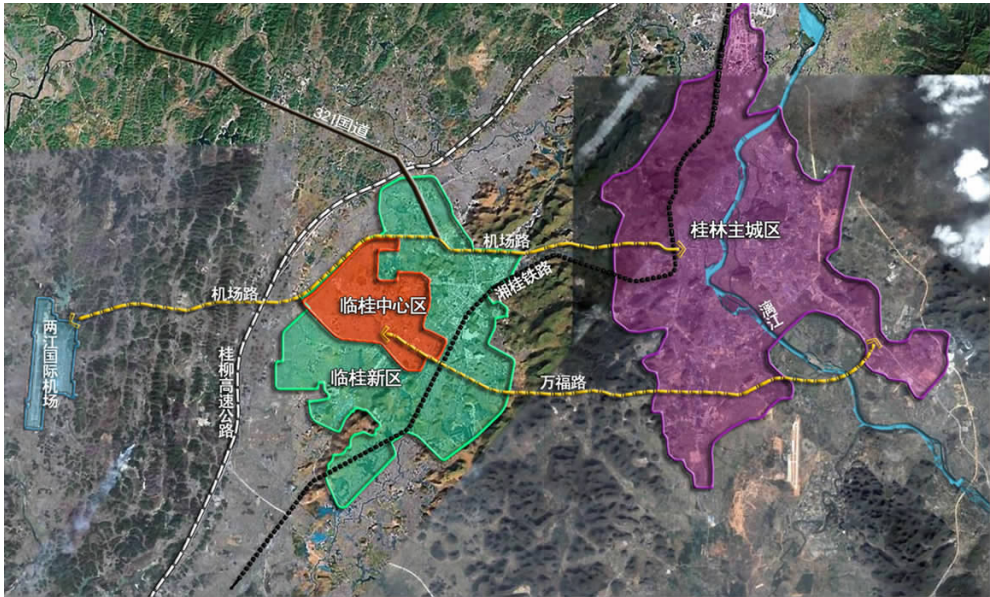 321国道
桂林主城区
机场路
湘桂铁路
机场路
临桂中心区
漓江
两江国际机场
桂柳高速公路
临桂新区
万福路